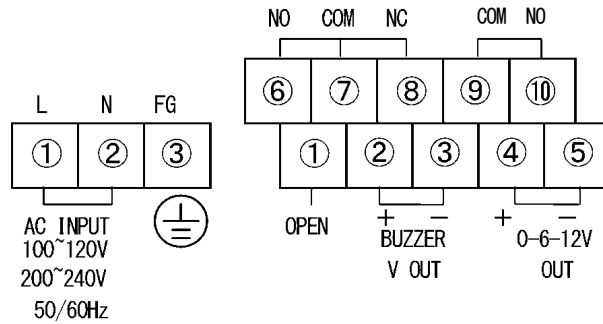 NO COM NC COM NO
⑥ ⑦ ⑧ ⑨ ⑩
L N FG
① ② ③
① ② ③ ④ ⑤
AC INPUT
100~120V
200~240V
50/60Hz
OPEN
+ −
BUZZER
V OUT
+ −
0-6-12V
OUT